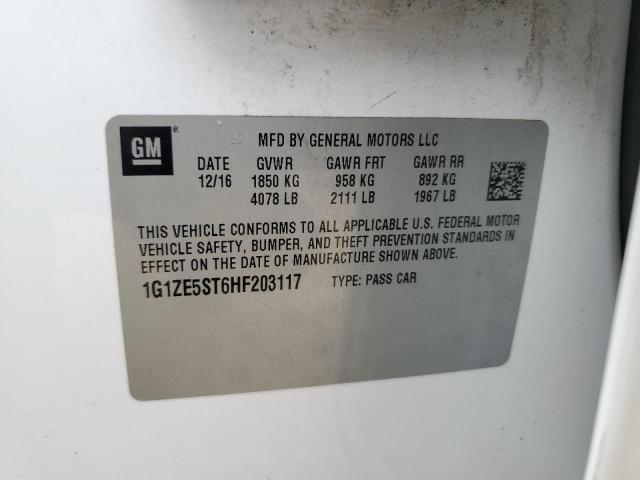 GM
MFD BY GENERAL MOTORS LLC
DATE GVWR GAWR FRT GAWR RR
12/16 1850 KG 958 KG 892 KG
4078 LB 2111 LB 1967 LB
THIS VEHICLE CONFORMS TO ALL APPLICABLE U.S. FEDERAL MOTOR
VEHICLE SAFETY, BUMPER, AND THEFT PREVENTION STANDARDS IN
EFFECT ON THE DATE OF MANUFACTURE SHOWN ABOVE.
1G1ZE5ST6HF203117 TYPE: PASS CAR